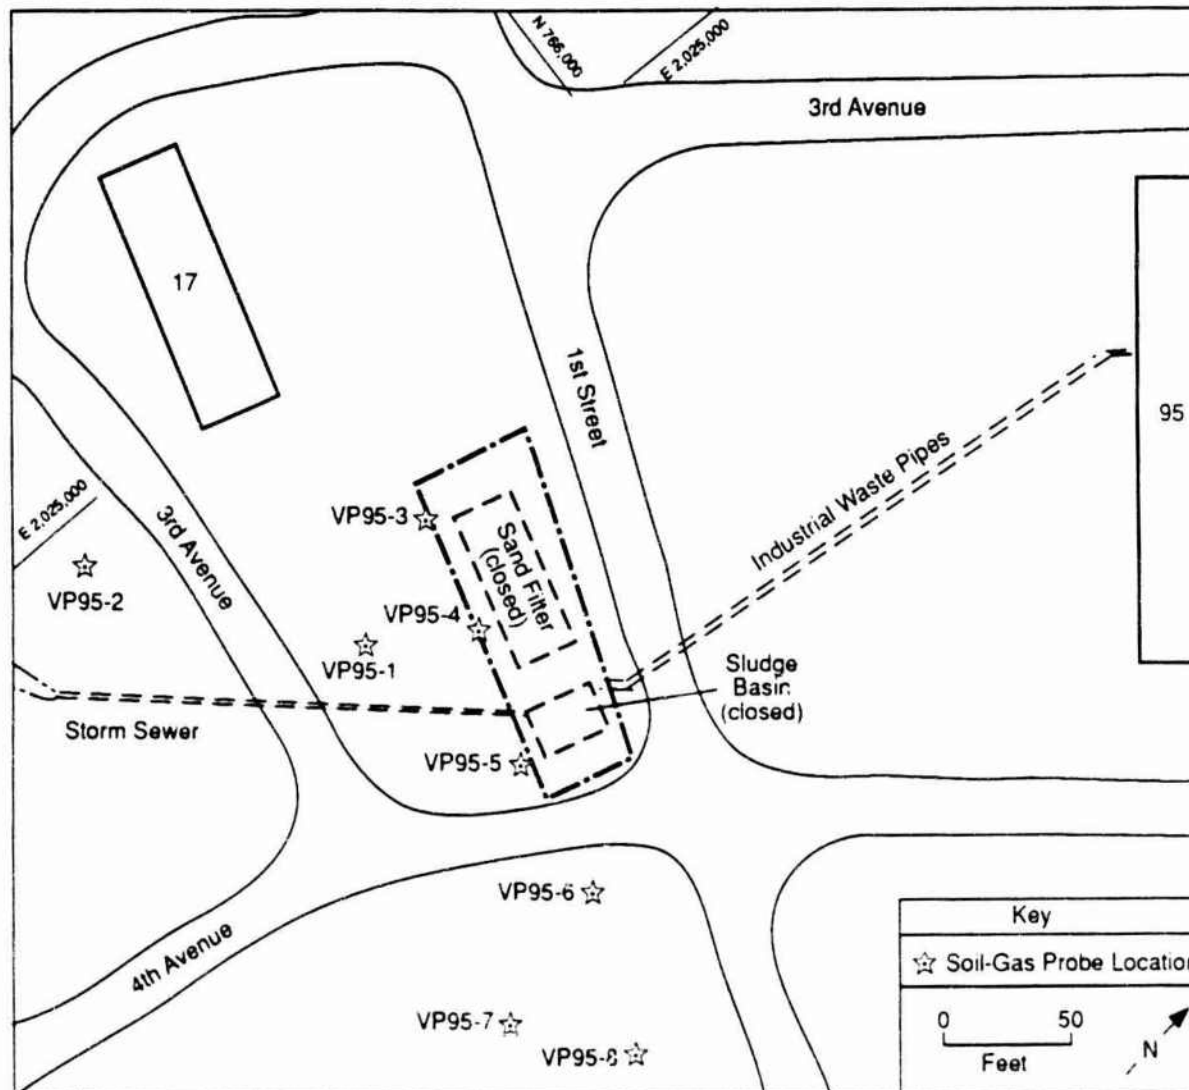 N 766,000
E 2,025,000
3rd Avenue
17
1st Street
95
Industrial Waste Pipes
E 2,025,000
3rd Avenue
VP95-3
Sand Filter
(closed)
VP95-2
VP95-4
VP95-1
Sludge
Basin
(closed)
Storm Sewer
VP95-5
VP95-6
4th Avenue
VP95-7
VP95-8
Key
Soil-Gas Probe Location
0 50
Feet
N